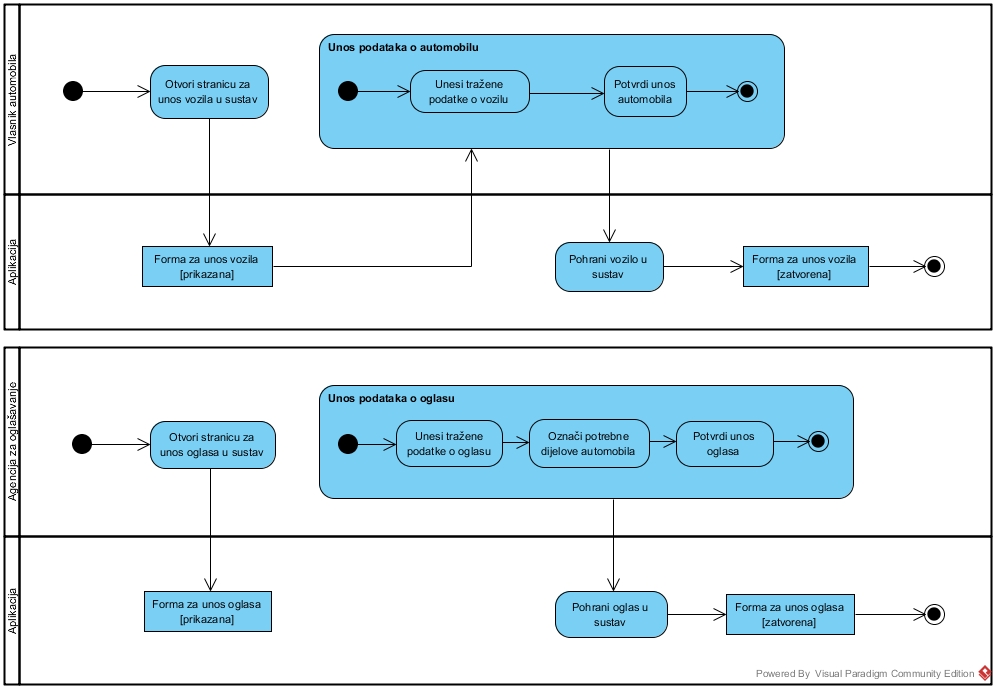 Vlasnik automobila
Unos podataka o automobilu
Otvori stranicu za
unos vozila u sustav
Unesi tražene
podatke o vozilu
Potvrdi unos
automobila
Aplikacija
Forma za unos vozila
[prikazana]
Pohrani vozilo u
sustav
Forma za unos vozila
[zatvorena]
Agencija za oglašavanje
Unos podataka o oglasu
Otvori stranicu za
unos oglasa u sustav
Unesi tražene
podatke o oglasu
Označi potrebne
dijelove automobila
Potvrdi unos
oglasa
Aplikacija
Forma za unos oglasa
[prikazana]
Pohrani oglas u
sustav
Forma za unos oglasa
[zatvorena]
Powered By Visual Paradigm Community Edition